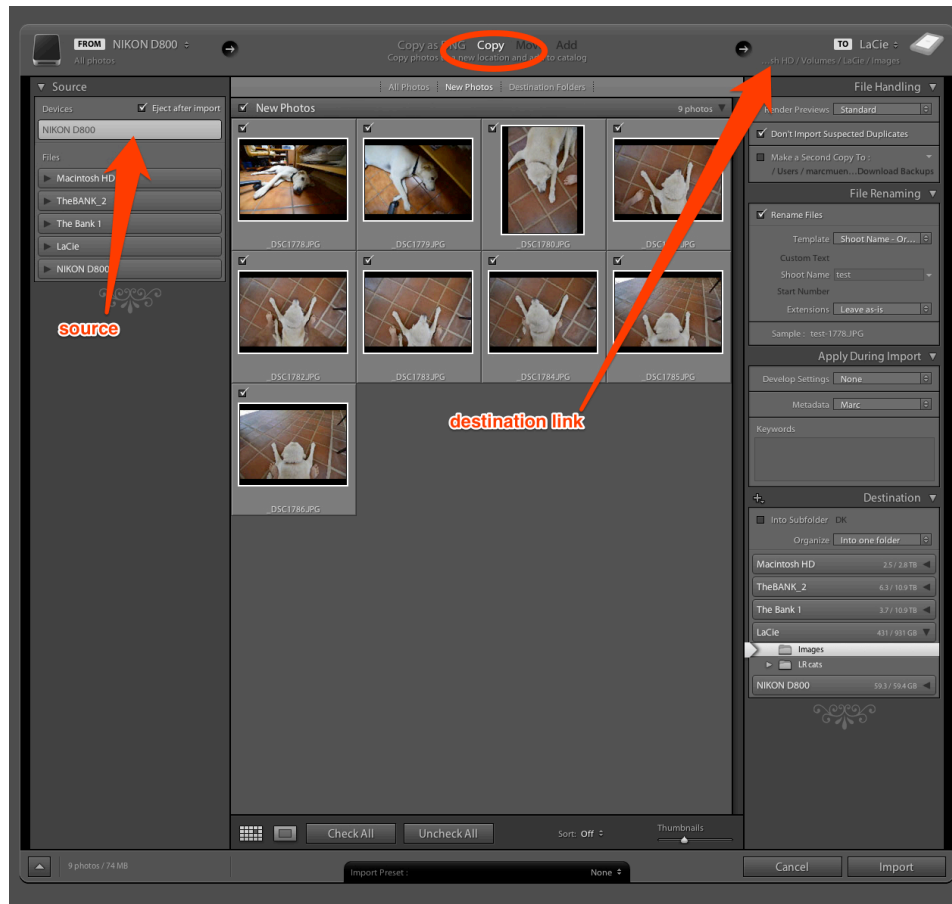 FROM NIKON D800
All photos
Copy as DNG Copy Move Add
Copy photos to a new location and add to catalog
TO LaCie
...sh HD / Volumes / LaCie / Images
Source
Devices Eject after import
NIKON D800
Files
Macintosh HD
TheBANK_2
The Bank 1
LaCie
NIKON D800
source
All Photos New Photos Destination Folders
New Photos 9 photos
_DSC1778.JPG _DSC1779.JPG _DSC1780.JPG
_DSC1782.JPG _DSC1783.JPG _DSC1784.JPG _DSC1785.JPG
_DSC1786.JPG
destination link
Check All Uncheck All Sort: Off Thumbnails
File Handling
Render Previews Standard
Don't Import Suspected Duplicates
Make a Second Copy To :
/ Users / marcmuen...Download Backups
File Renaming
Rename Files
Template Shoot Name - Or...
Custom Text
Shoot Name test
Start Number
Extensions Leave as-is
Sample : test-1778.JPG
Apply During Import
Develop Settings None
Metadata Marc
Keywords
Destination
Into Subfolder DK
Organize Into one folder
Macintosh HD 2.5 / 2.8 TB
TheBANK_2 6.3 / 10.9 TB
The Bank 1 3.7 / 10.9 TB
LaCie 431 / 931 GB
Images
LR cats
NIKON D800 59.3 / 59.4 GB
9 photos / 74 MB
Import Preset : None
Cancel Import